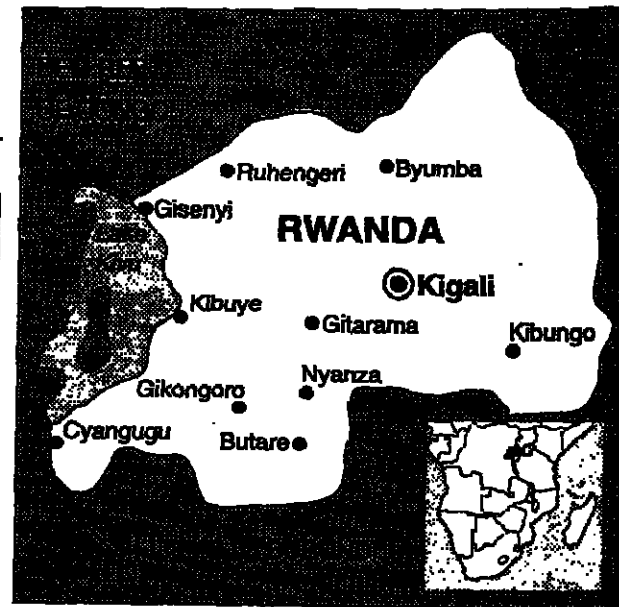 Ruhengeri
Byumba
Gisenyi
RWANDA
Kigali
Kibuye
Gitarama
Kibungo
Nyanza
Gikongoro
Cyangugu
Butare